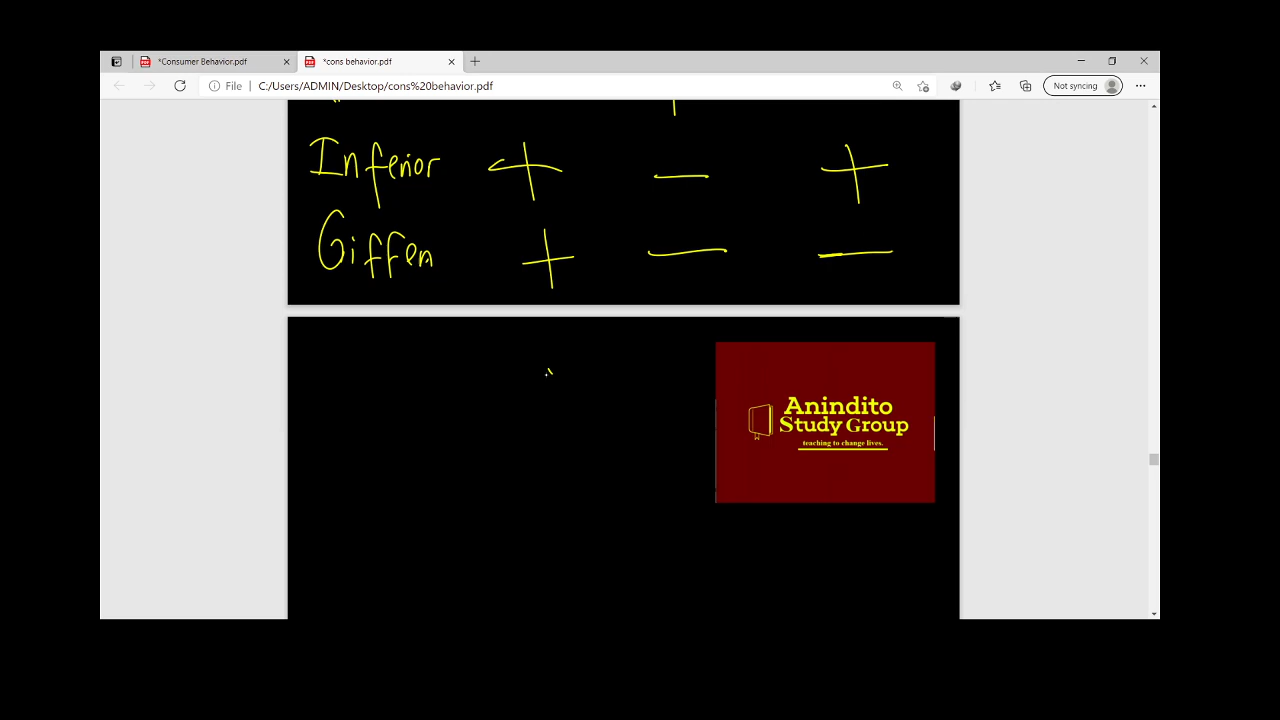 *Consumer Behavior.pdf
*cons behavior.pdf
File C:/Users/ADMIN/Desktop/cons%20behavior.pdf
Not syncing
Inferior + — +
Giffen + — —
Anindito
Study Group
teaching to change lives.